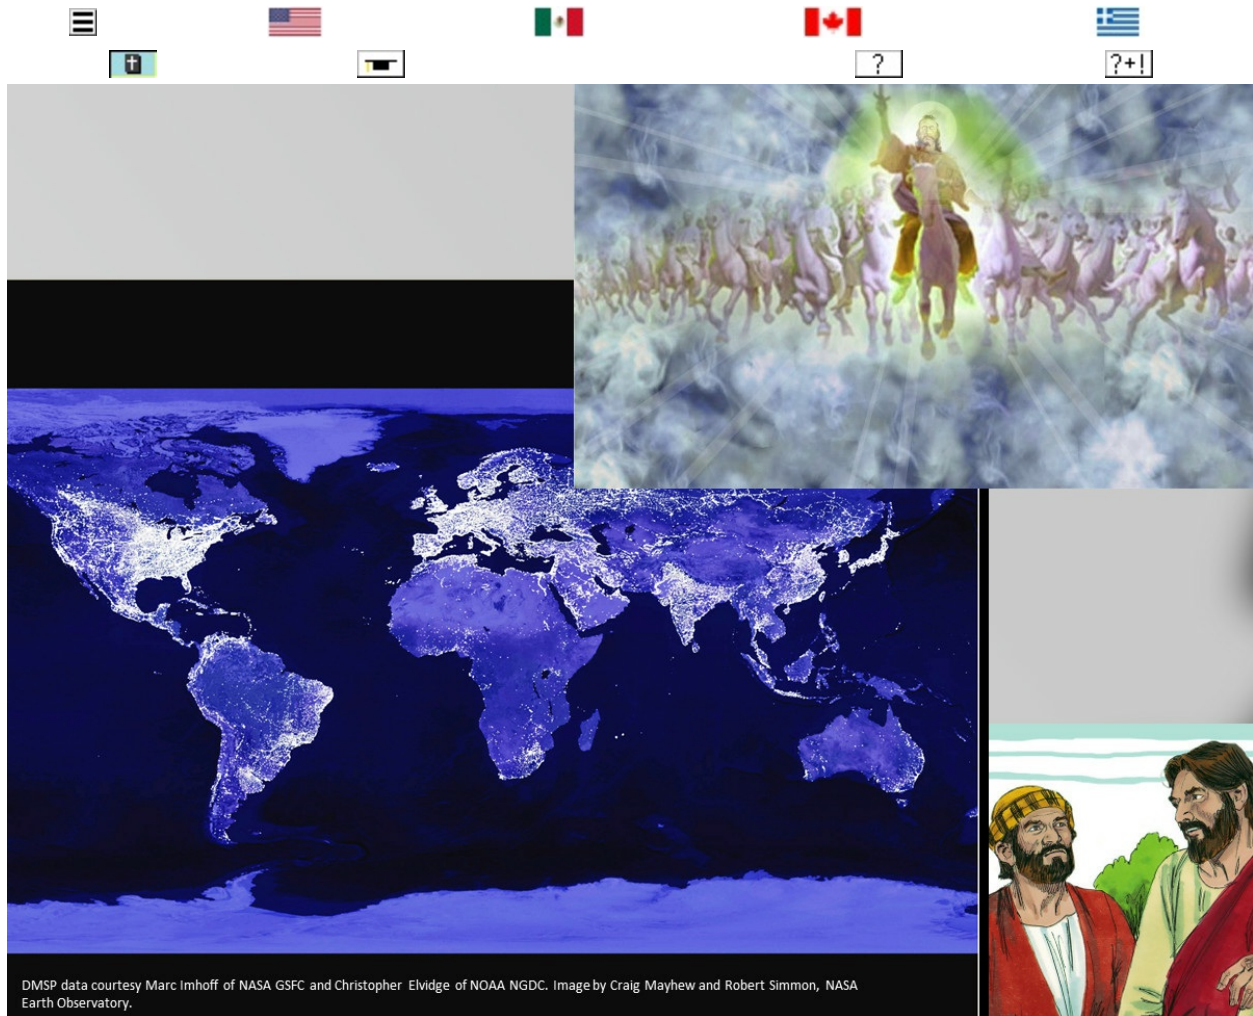 ?
?+!
DMSP data courtesy Marc Imhoff of NASA GSFC and Christopher Elvidge of NOAA NGDC. Image by Craig Mayhew and Robert Simmon, NASA
Earth Observatory.